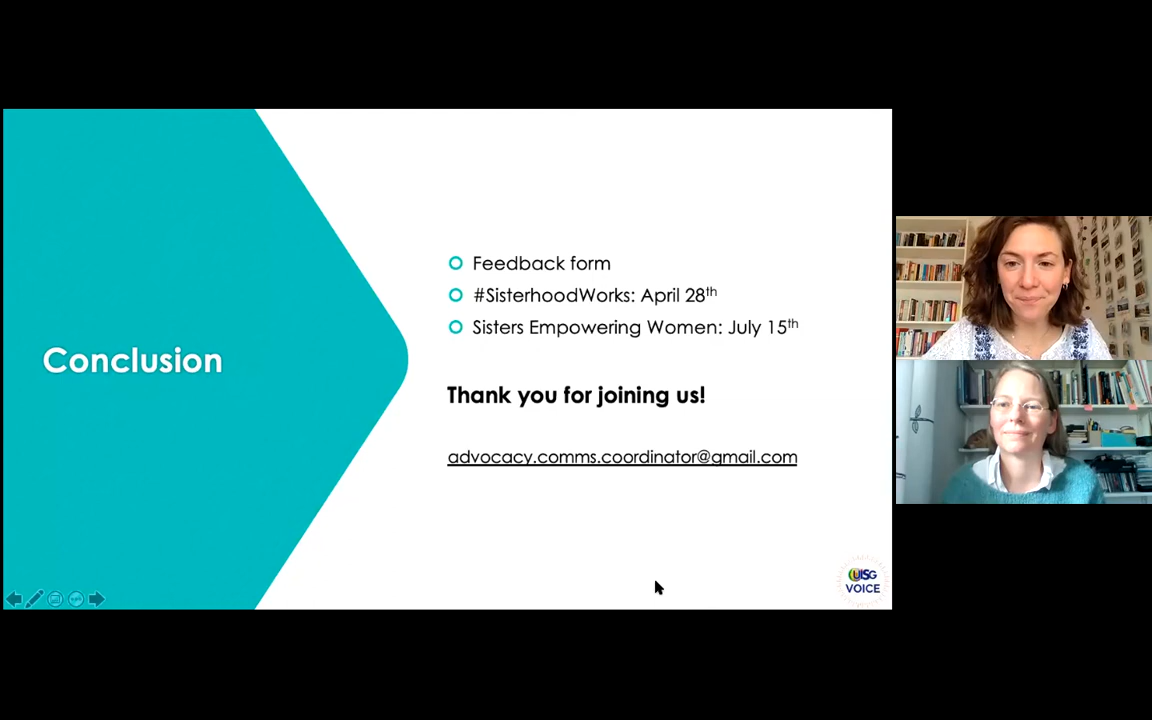 Conclusion
Feedback form
#SisterhoodWorks: April 28th
Sisters Empowering Women: July 15th
Thank you for joining us!
advocacy.comms.coordinator@gmail.com
UISG
VOICE